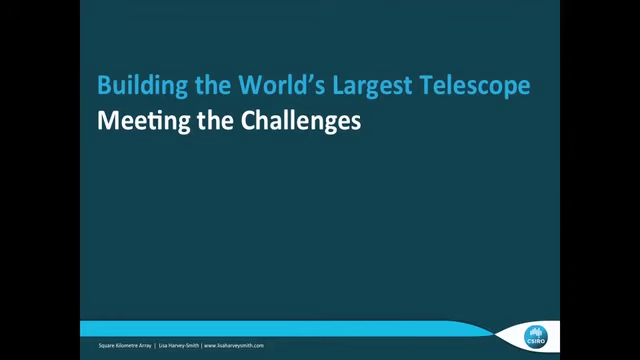 Building the World's Largest Telescope
Meeting the Challenges
Square Kilometre Array | Lisa Harvey-Smith | www.lisaharveysmith.com
CSIRO